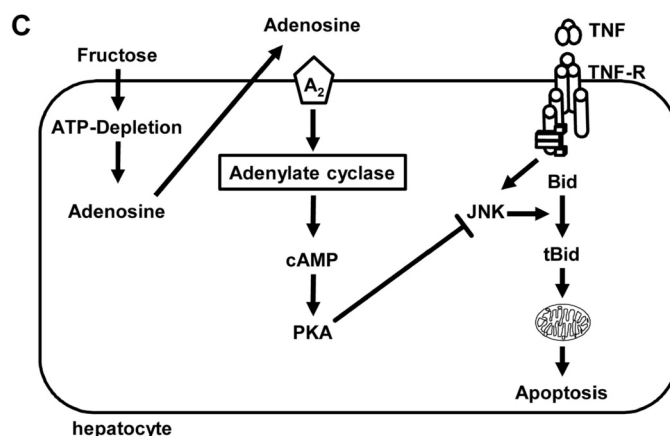 C
Adenosine
TNF
Fructose
TNF-R
A2
ATP-Depletion
Adenylate cyclase
Bid
Adenosine
JNK
cAMP
tBid
PKA
Apoptosis
hepatocyte